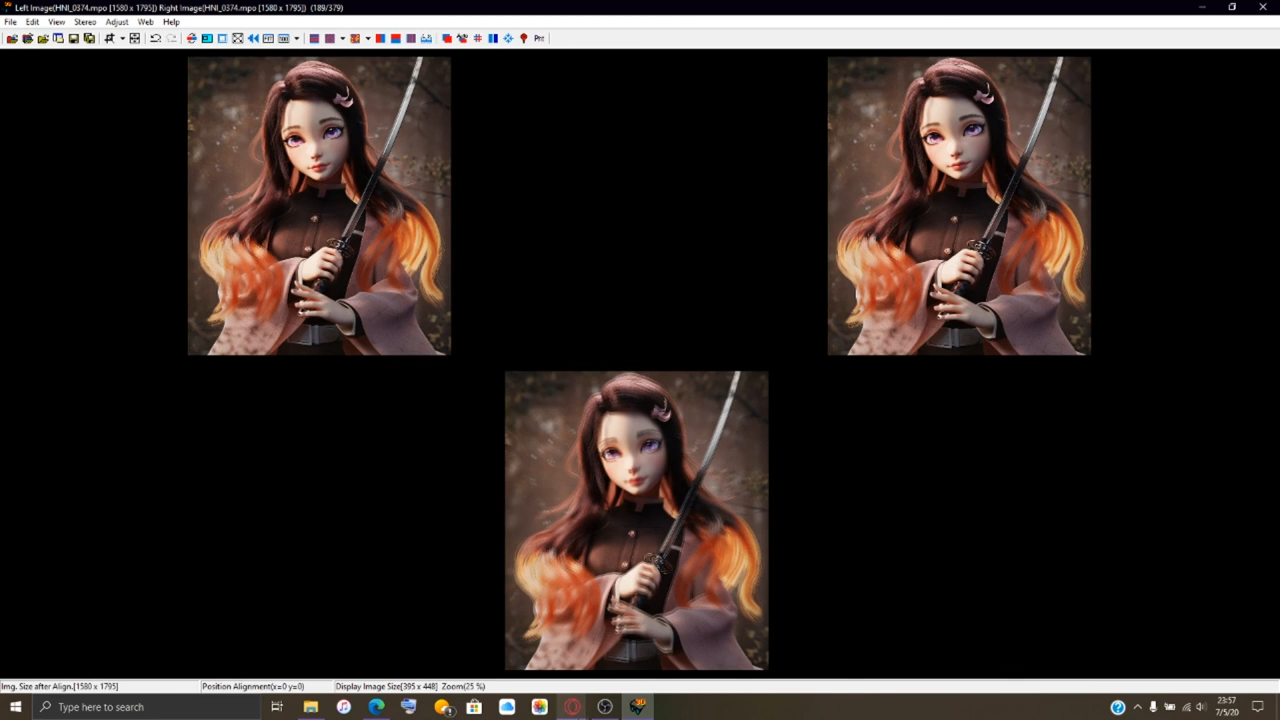 Left Image(HNI_0374.mpo [1580 x 1795]) Right Image(HNI_0374.mpo [1580 x 1795]) (189/379)
File Edit View Stereo Adjust Web Help
Img. Size after Align.[1580 x 1795] Position Alignment(x=0 y=0) Display Image Size[395 x 448] Zoom(25 %)
Type here to search
23:57
7/5/20